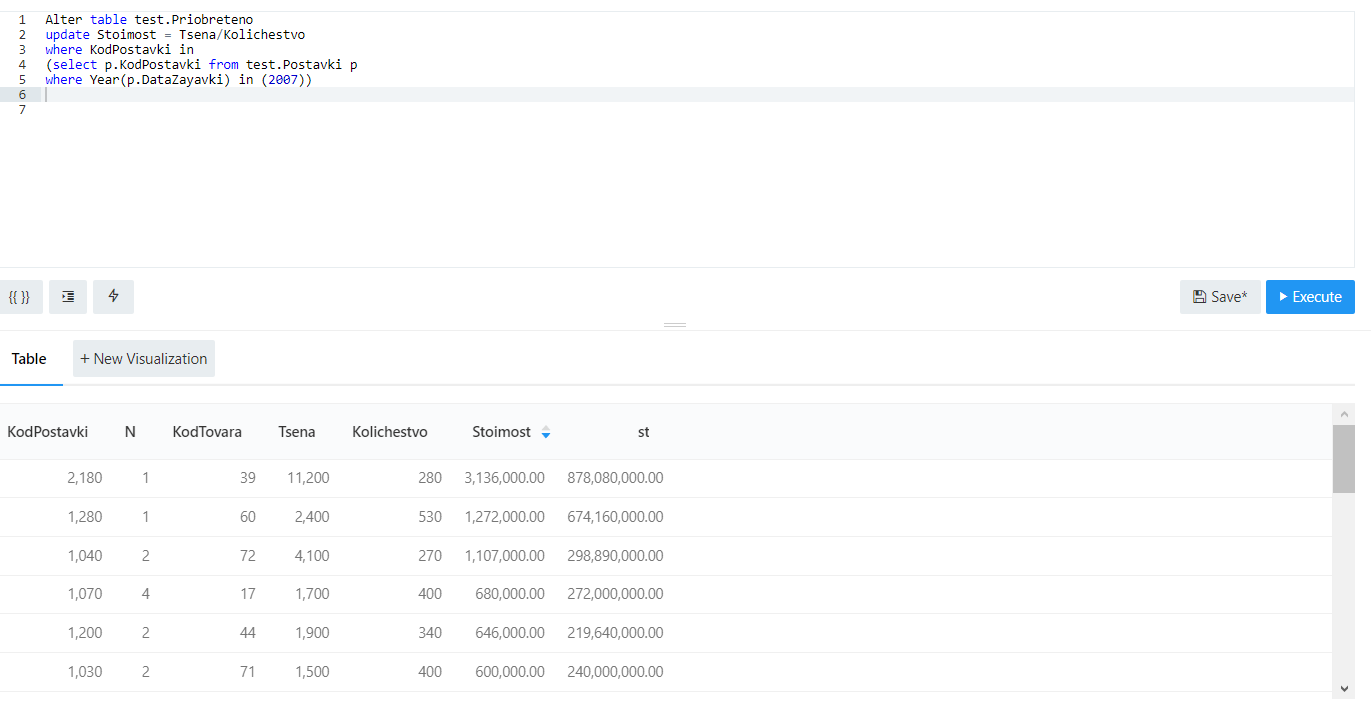 1 Alter table test.Priobreteno
2 update Stoimost = Tsena/Kolichestvo
3 where KodPostavki in
4 (select p.KodPostavki from test.Postavki p
5 where Year(p.DataZayavki) in (2007))
6
7
{{ }} Save* Execute
Table + New Visualization
KodPostavki N KodTovara Tsena Kolichestvo Stoimost st
2,180 1 39 11,200 280 3,136,000.00 878,080,000.00
1,280 1 60 2,400 530 1,272,000.00 674,160,000.00
1,040 2 72 4,100 270 1,107,000.00 298,890,000.00
1,070 4 17 1,700 400 680,000.00 272,000,000.00
1,200 2 44 1,900 340 646,000.00 219,640,000.00
1,030 2 71 1,500 400 600,000.00 240,000,000.00